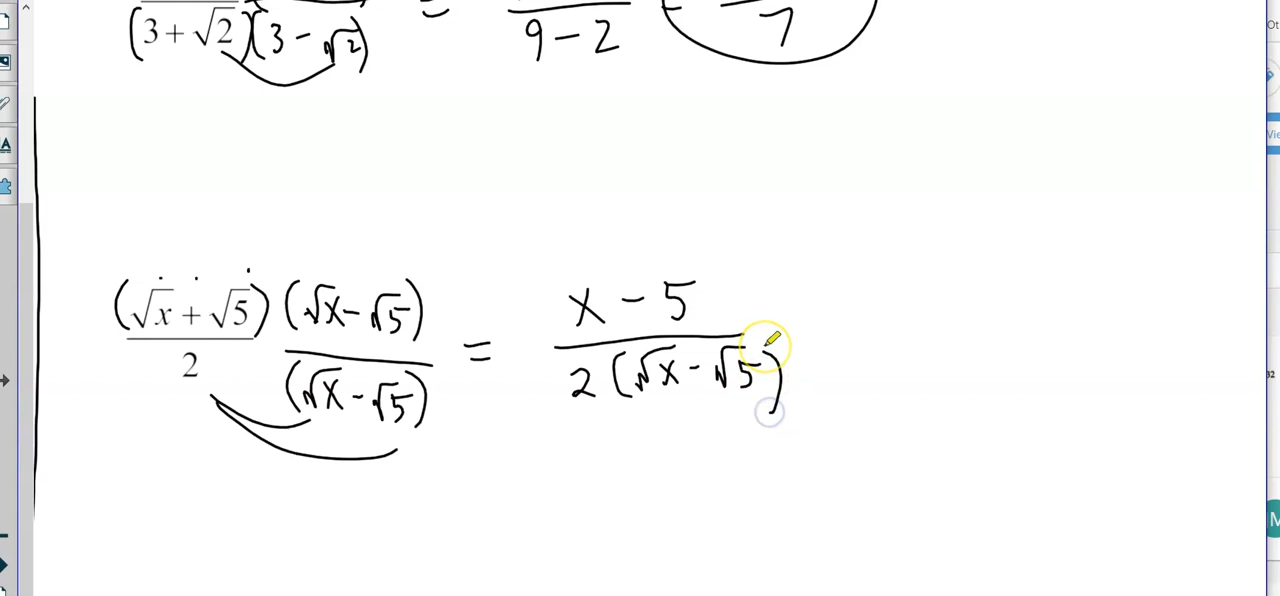 (3 + √2)(3 - √2) = 9 - 2 = 7
(√x + √5)/2 (√x - √5)/(√x - √5) = x - 5/2(√x - √5)